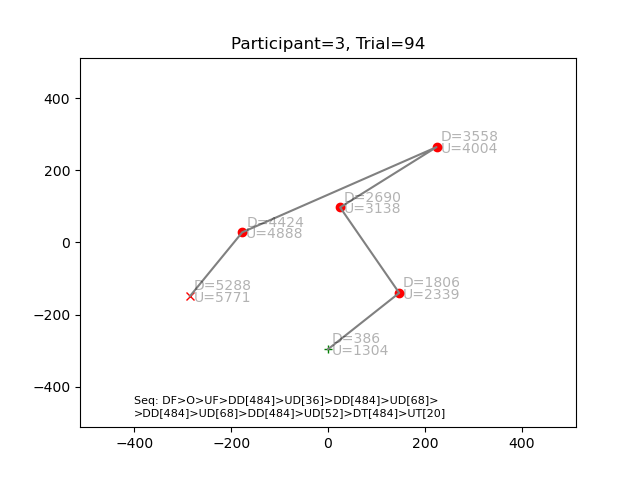 Participant=3, Trial=94
400
200
0
−200
−400
D=3558
U=4004
D=2690
U=3138
D=4424
U=4888
D=5288
U=5771
D=1806
U=2339
D=386
U=1304
Seq: DF>O>UF>DD[484]>UD[36]>DD[484]>UD[68]>
>DD[484]>UD[68]>DD[484]>UD[52]>DT[484]>UT[20]
−400 −200 0 200 400